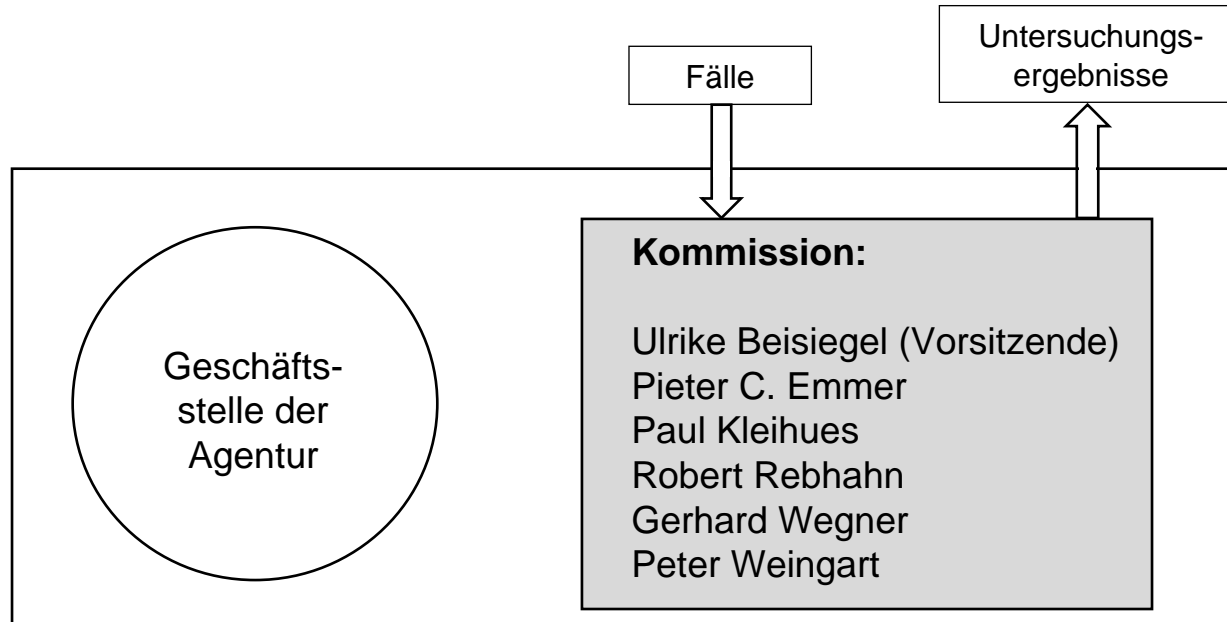 Fälle
Untersuchungs-
ergebnisse
Geschäfts-
stelle der
Agentur
Kommission:
Ulrike Beisiegel (Vorsitzende)
Pieter C. Emmer
Paul Kleihues
Robert Rebhahn
Gerhard Wegner
Peter Weingart